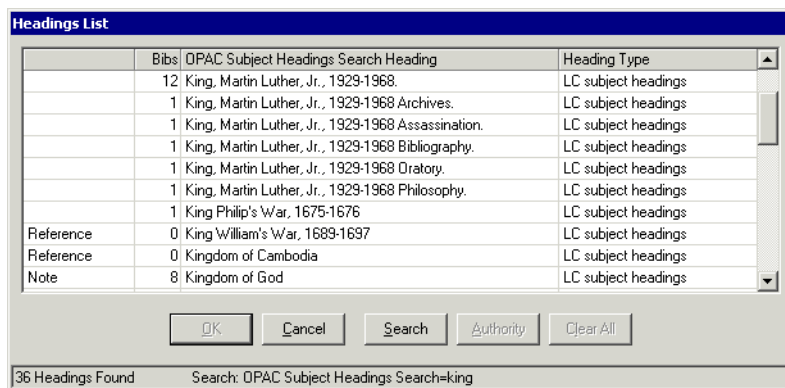 Headings List
Bibs OPAC Subject Headings Search Heading Heading Type
12 King, Martin Luther, Jr., 1929-1968. LC subject headings
1 King, Martin Luther, Jr., 1929-1968 Archives. LC subject headings
1 King, Martin Luther, Jr., 1929-1968 Assassination. LC subject headings
1 King, Martin Luther, Jr., 1929-1968 Bibliography. LC subject headings
1 King, Martin Luther, Jr., 1929-1968 Oratory. LC subject headings
1 King, Martin Luther, Jr., 1929-1968 Philosophy. LC subject headings
1 King Philip's War, 1675-1676 LC subject headings
Reference 0 King William's War, 1689-1697 LC subject headings
Reference 0 Kingdom of Cambodia LC subject headings
Note 8 Kingdom of God LC subject headings
OK Cancel Search Authority Clear All
36 Headings Found Search: OPAC Subject Headings Search=king